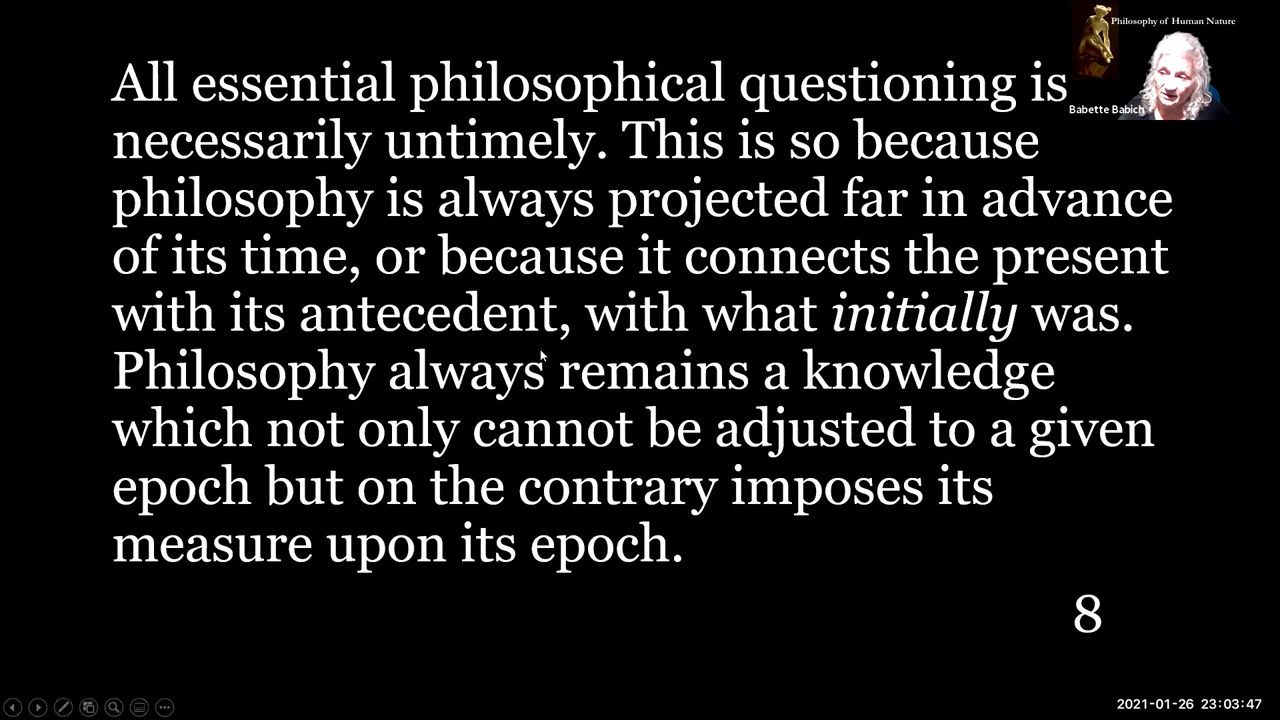 Philosophy of Human Nature
Babette Babich
All essential philosophical questioning is
necessarily untimely. This is so because
philosophy is always projected far in advance
of its time, or because it connects the present
with its antecedent, with what initially was.
Philosophy always remains a knowledge
which not only cannot be adjusted to a given
epoch but on the contrary imposes its
measure upon its epoch.
8
2021-01-26 23:03:47